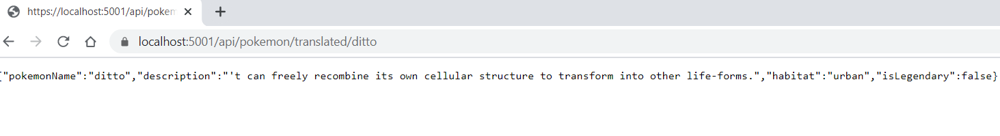 https://localhost:5001/api/pokem
localhost:5001/api/pokemon/translated/ditto
{"pokemonName":"ditto","description":"'t can freely recombine its own cellular structure to transform into other life-forms.","habitat":"urban","isLegendary":false}